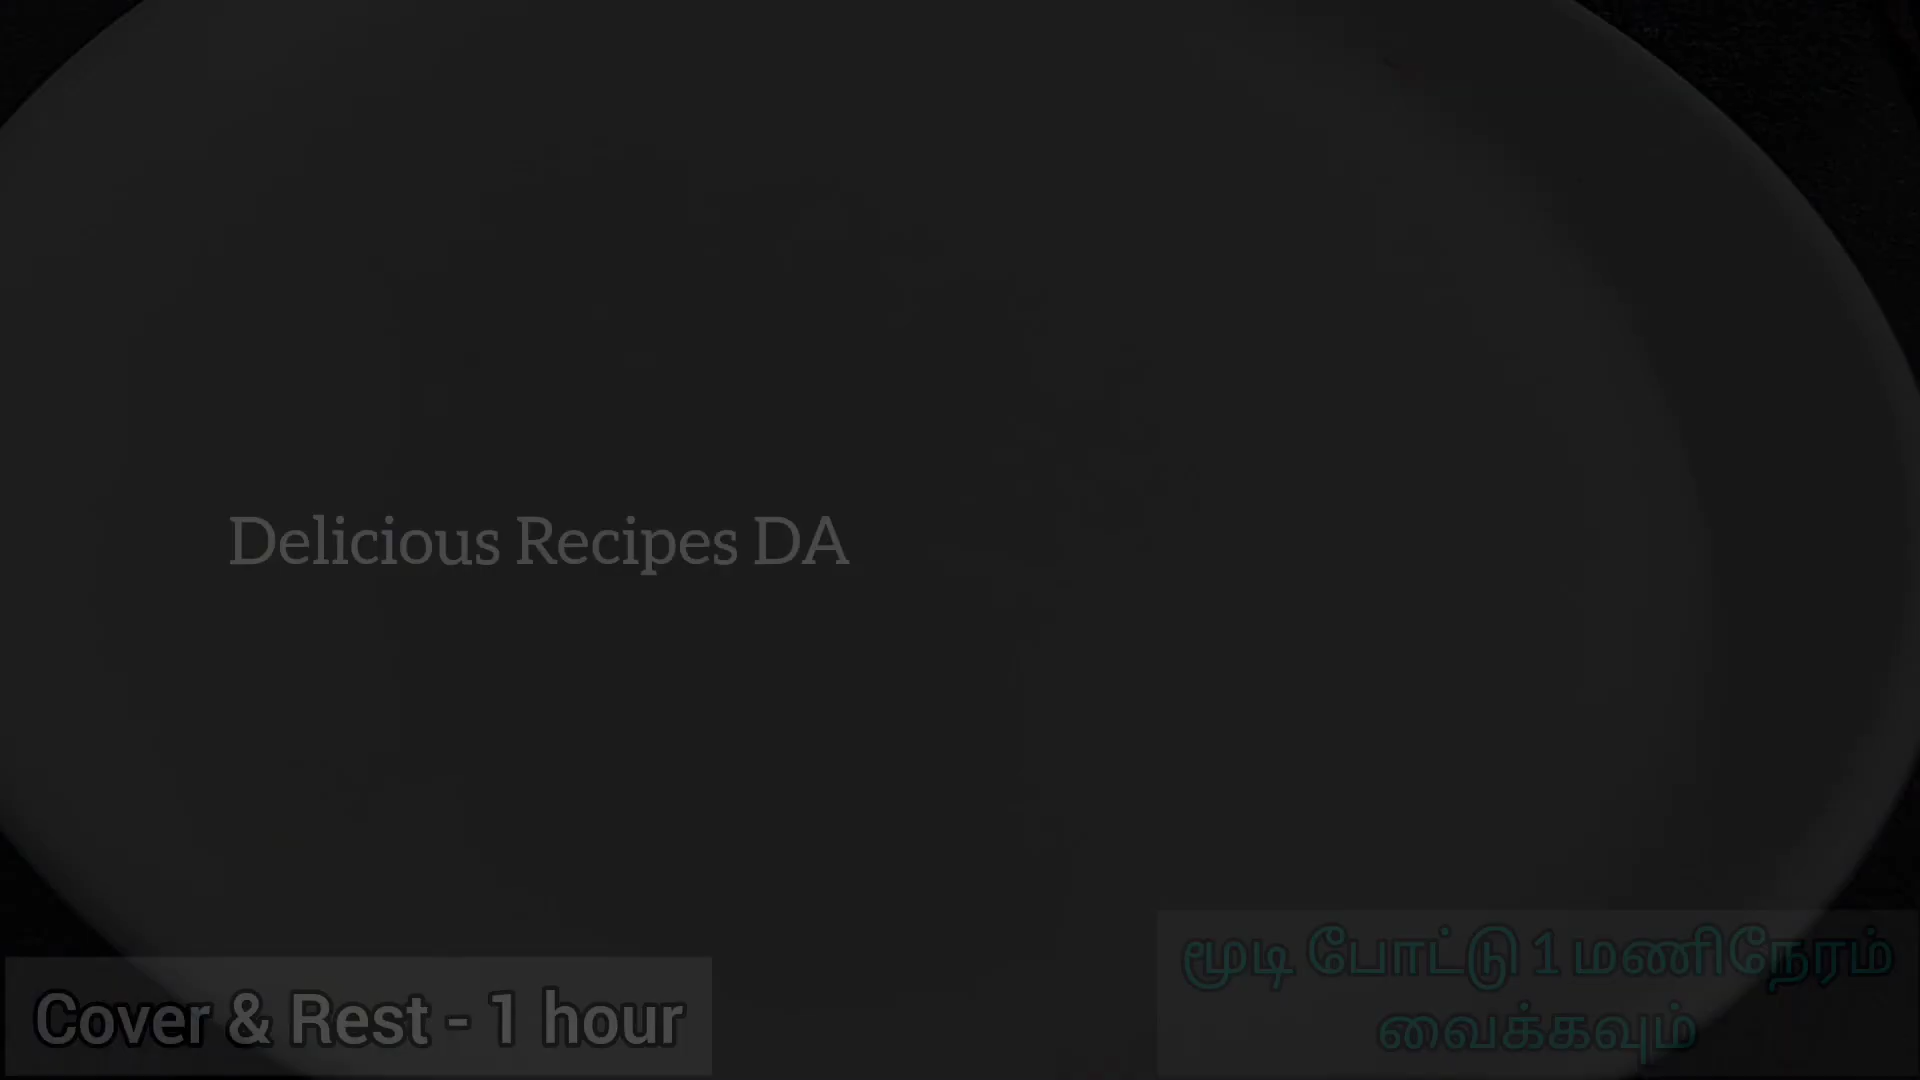 Delicious Recipes DA
Cover & Rest - 1 hour
மூடி போட்டு 1 மணிநேரம்
வைக்கவும்